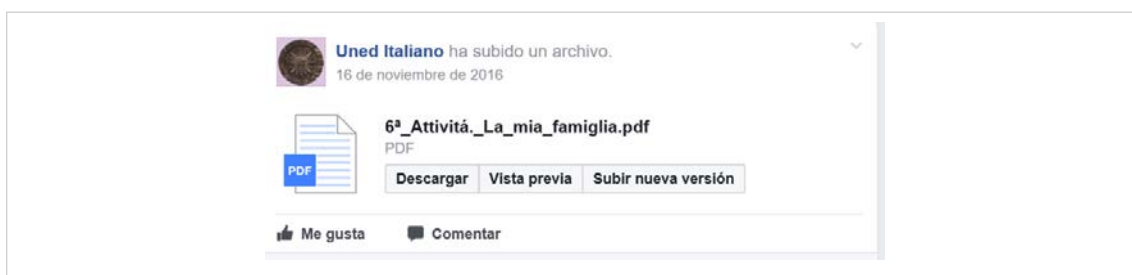 Uned Italiano ha subido un archivo.
16 de noviembre de 2016
6ª_Attivitá._La_mia_famiglia.pdf
PDF
PDF
Descargar Vista previa Subir nueva versión
Me gusta Comentar